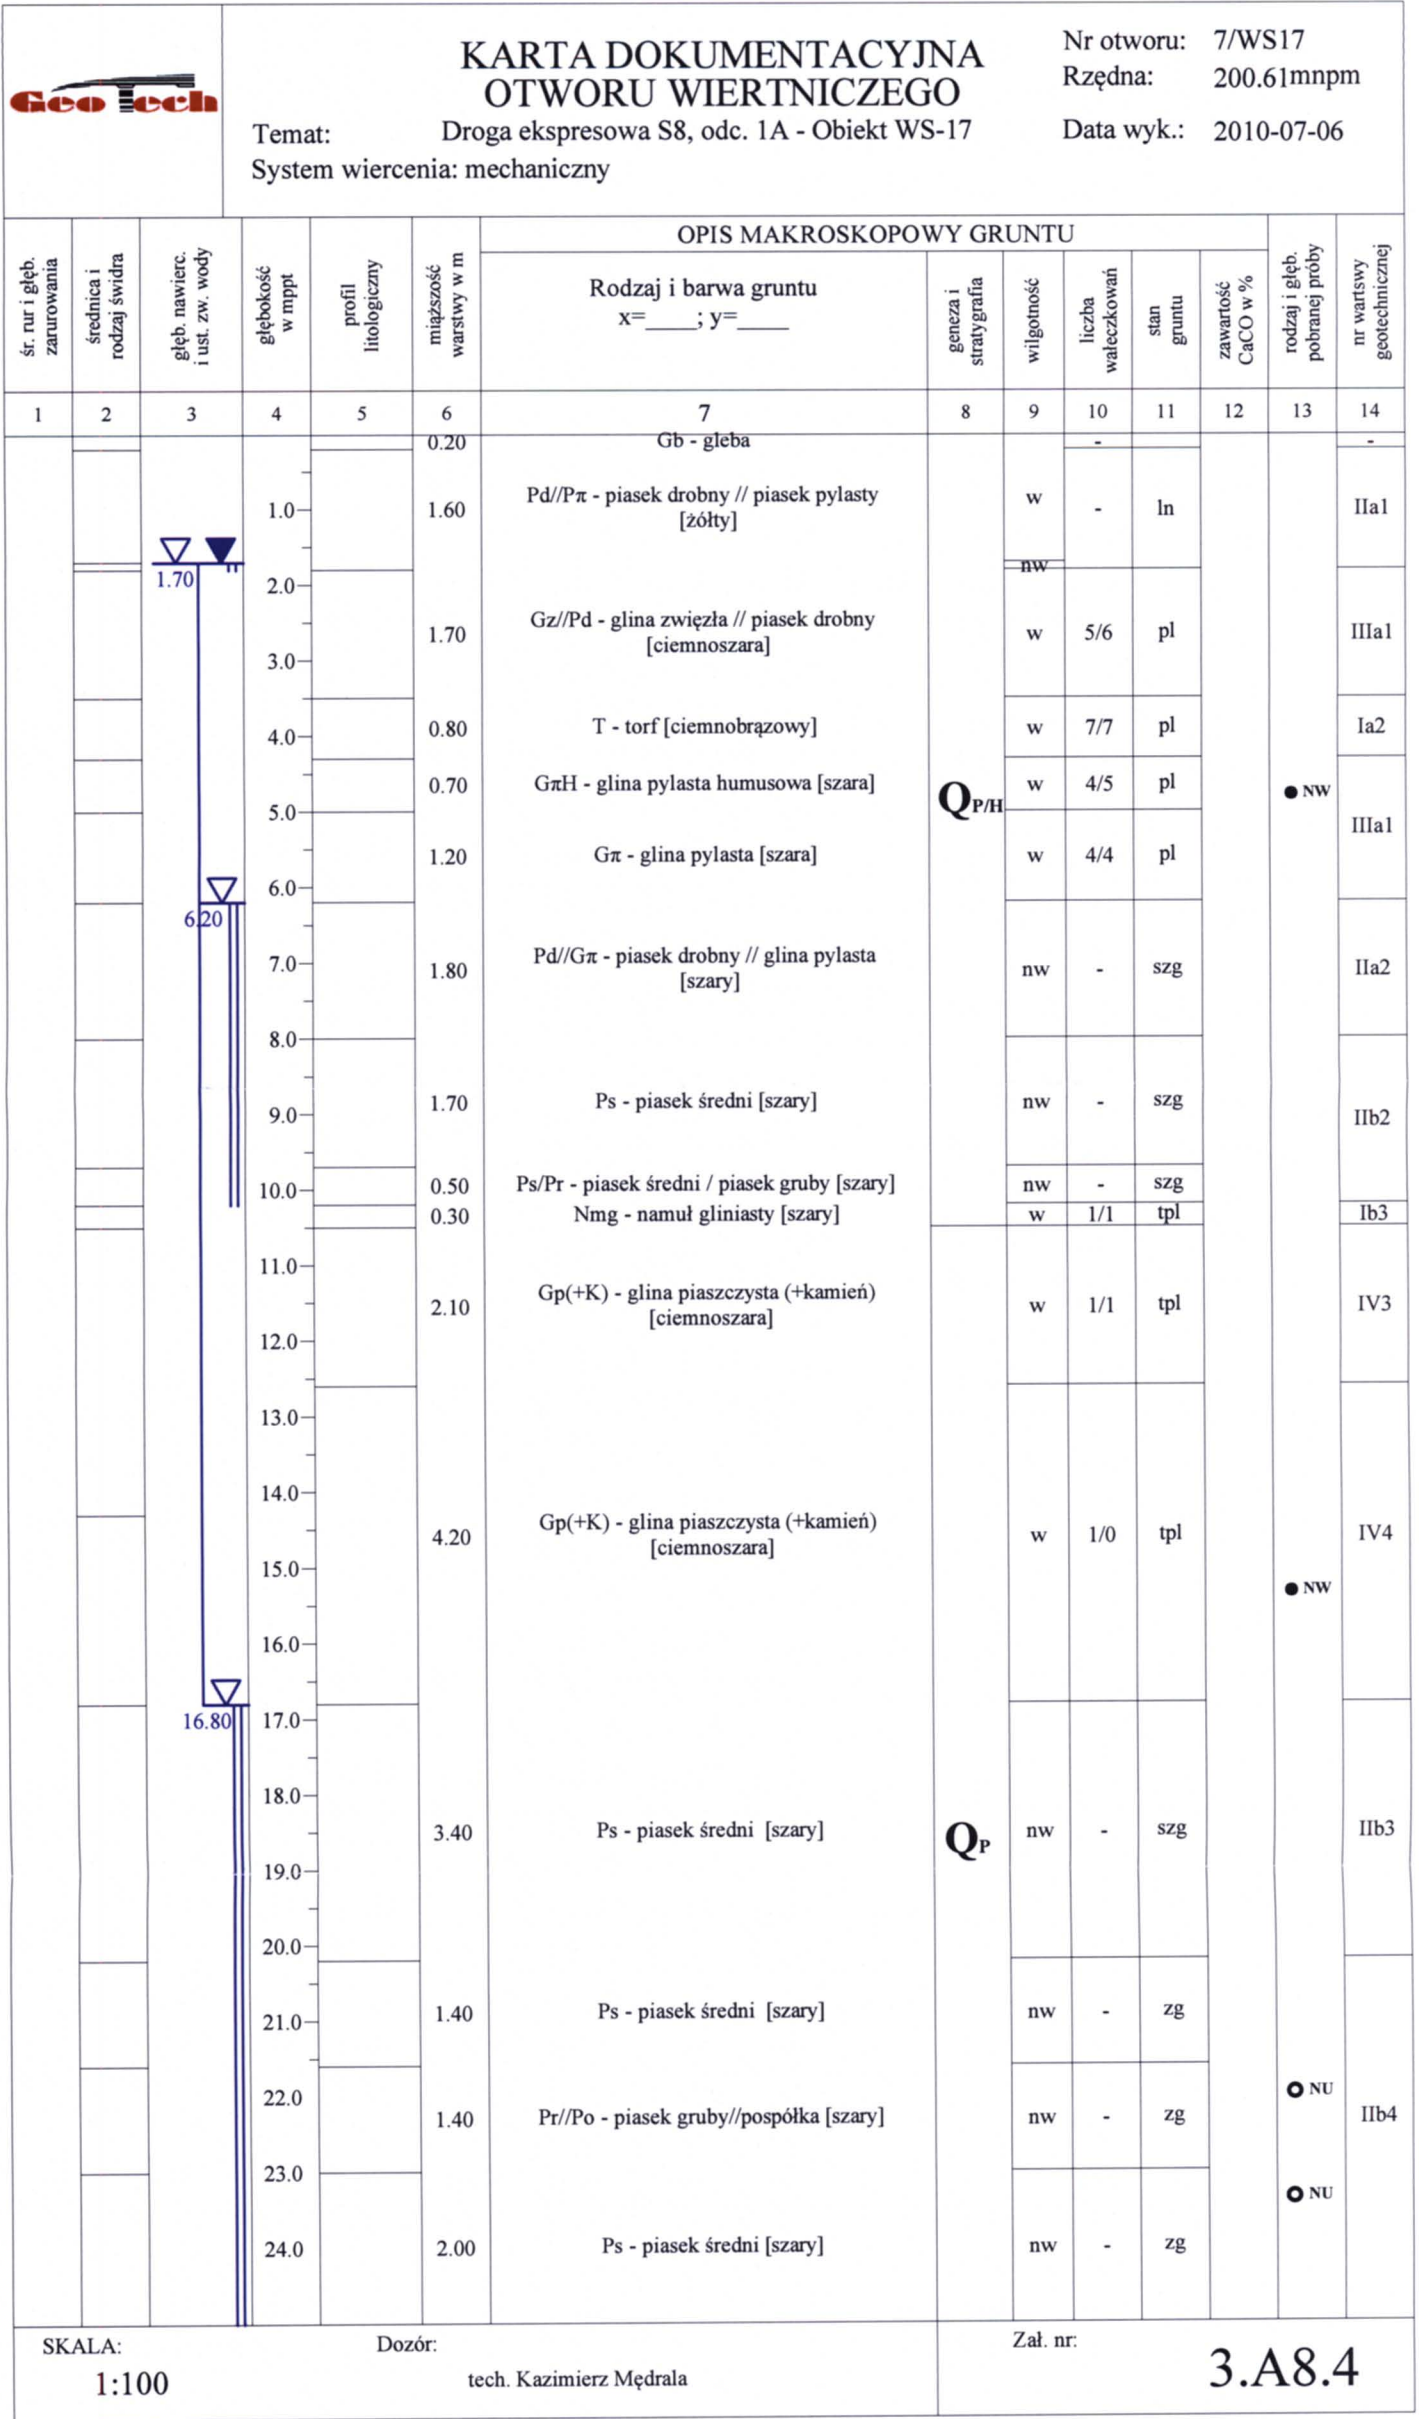 Geo Tech
KARTA DOKUMENTACYJNA
OTWORU WIERTNICZEGO
Temat: Droga ekspresowa S8, odc. 1A - Obiekt WS-17
System wiercenia: mechaniczny
Nr otworu: 7/WS17
Rzędna: 200.61mnpm
Data wyk.: 2010-07-06
śr. rur i głęb.
zarurowania
średnica i
rodzaj świdra
głęb. nawierc.
i ust. zw. wody
głębokość
w mppt
profil
litologiczny
miąższość
warstwy w m
OPIS MAKROSKOPOWY GRUNTU
Rodzaj i barwa gruntu
x=____; y=____
geneza i
stratygrafia
wilgotność
liczba
wałeczkowań
stan
gruntu
zawartość
CaCO w %
rodzaj i głęb.
pobranej próby
nr wartswy
geotechnicznej
1 2 3 4 5 6 7 8 9 10 11 12 13 14
0.20 Gb - gleba - -
1.0 1.60 Pd//Pπ - piasek drobny // piasek pylasty
[żółty] w - ln IIa1
nw
1.70
2.0
1.70 Gz//Pd - glina zwięzła // piasek drobny
[ciemnoszara] w 5/6 pl IIIa1
3.0
4.0 0.80 T - torf [ciemnobrązowy] w 7/7 pl Ia2
0.70 GπH - glina pylasta humusowa [szara] w 4/5 pl NW
Q P/H
5.0
IIIa1
1.20 Gπ - glina pylasta [szara] w 4/4 pl
6.0
6.20
7.0 1.80 Pd//Gπ - piasek drobny // glina pylasta
[szary] nw - szg IIa2
8.0
9.0 1.70 Ps - piasek średni [szary] nw - szg IIb2
10.0 0.50 Ps/Pr - piasek średni / piasek gruby [szary] nw - szg
0.30 Nmg - namuł gliniasty [szary] w 1/1 tpl Ib3
11.0
2.10 Gp(+K) - glina piaszczysta (+kamień)
[ciemnoszara] w 1/1 tpl IV3
12.0
13.0
14.0
4.20 Gp(+K) - glina piaszczysta (+kamień)
[ciemnoszara] w 1/0 tpl IV4
15.0
NW
16.0
16.80 17.0
18.0
3.40 Ps - piasek średni [szary] Q P nw - szg IIb3
19.0
20.0
21.0 1.40 Ps - piasek średni [szary] nw - zg
22.0 NU
1.40 Pr//Po - piasek gruby//pospółka [szary] nw - zg IIb4
23.0
NU
24.0 2.00 Ps - piasek średni [szary] nw - zg
SKALA:
1:100
Dozór:
tech. Kazimierz Mędrala
Zał. nr:
3.A8.4